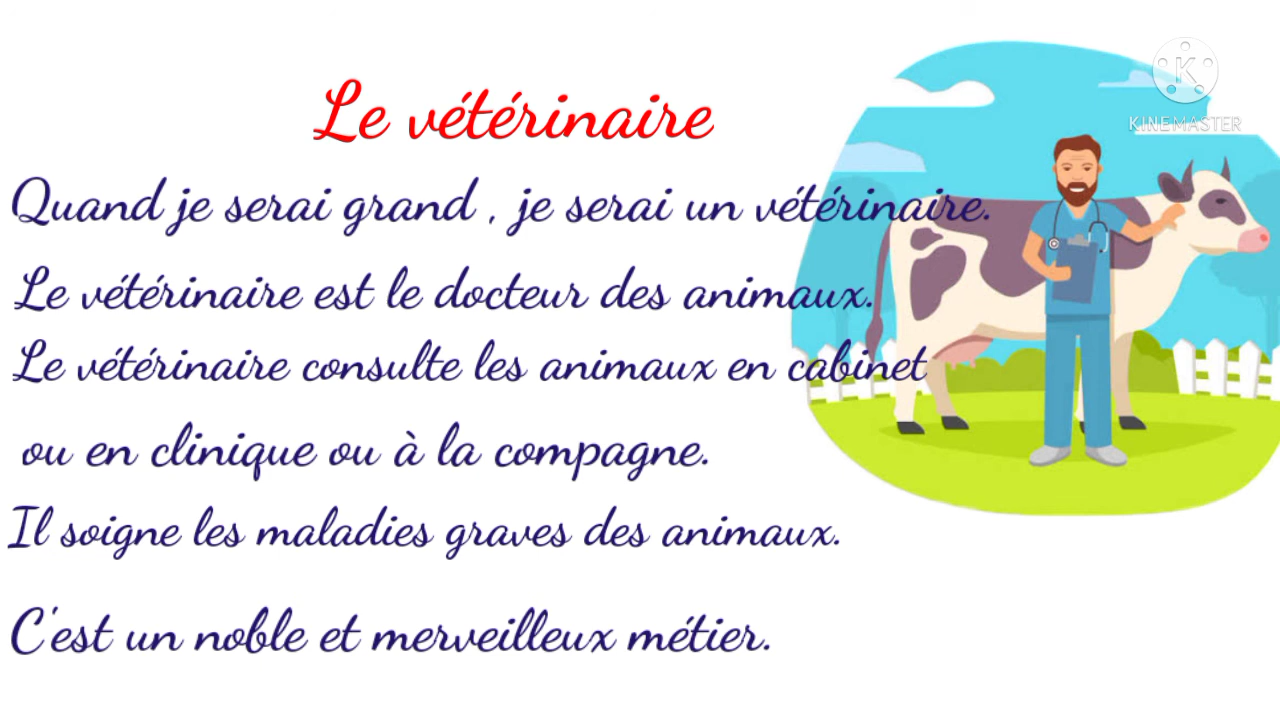 Le vétérinaire
Quand je serai grand , je serai un vétérinaire.
Le vétérinaire est le docteur des animaux.
Le vétérinaire consulte les animaux en cabinet
ou en clinique ou à la compagne.
Il soigne les maladies graves des animaux.
C'est un noble et merveilleux métier.
K
KINEMASTER